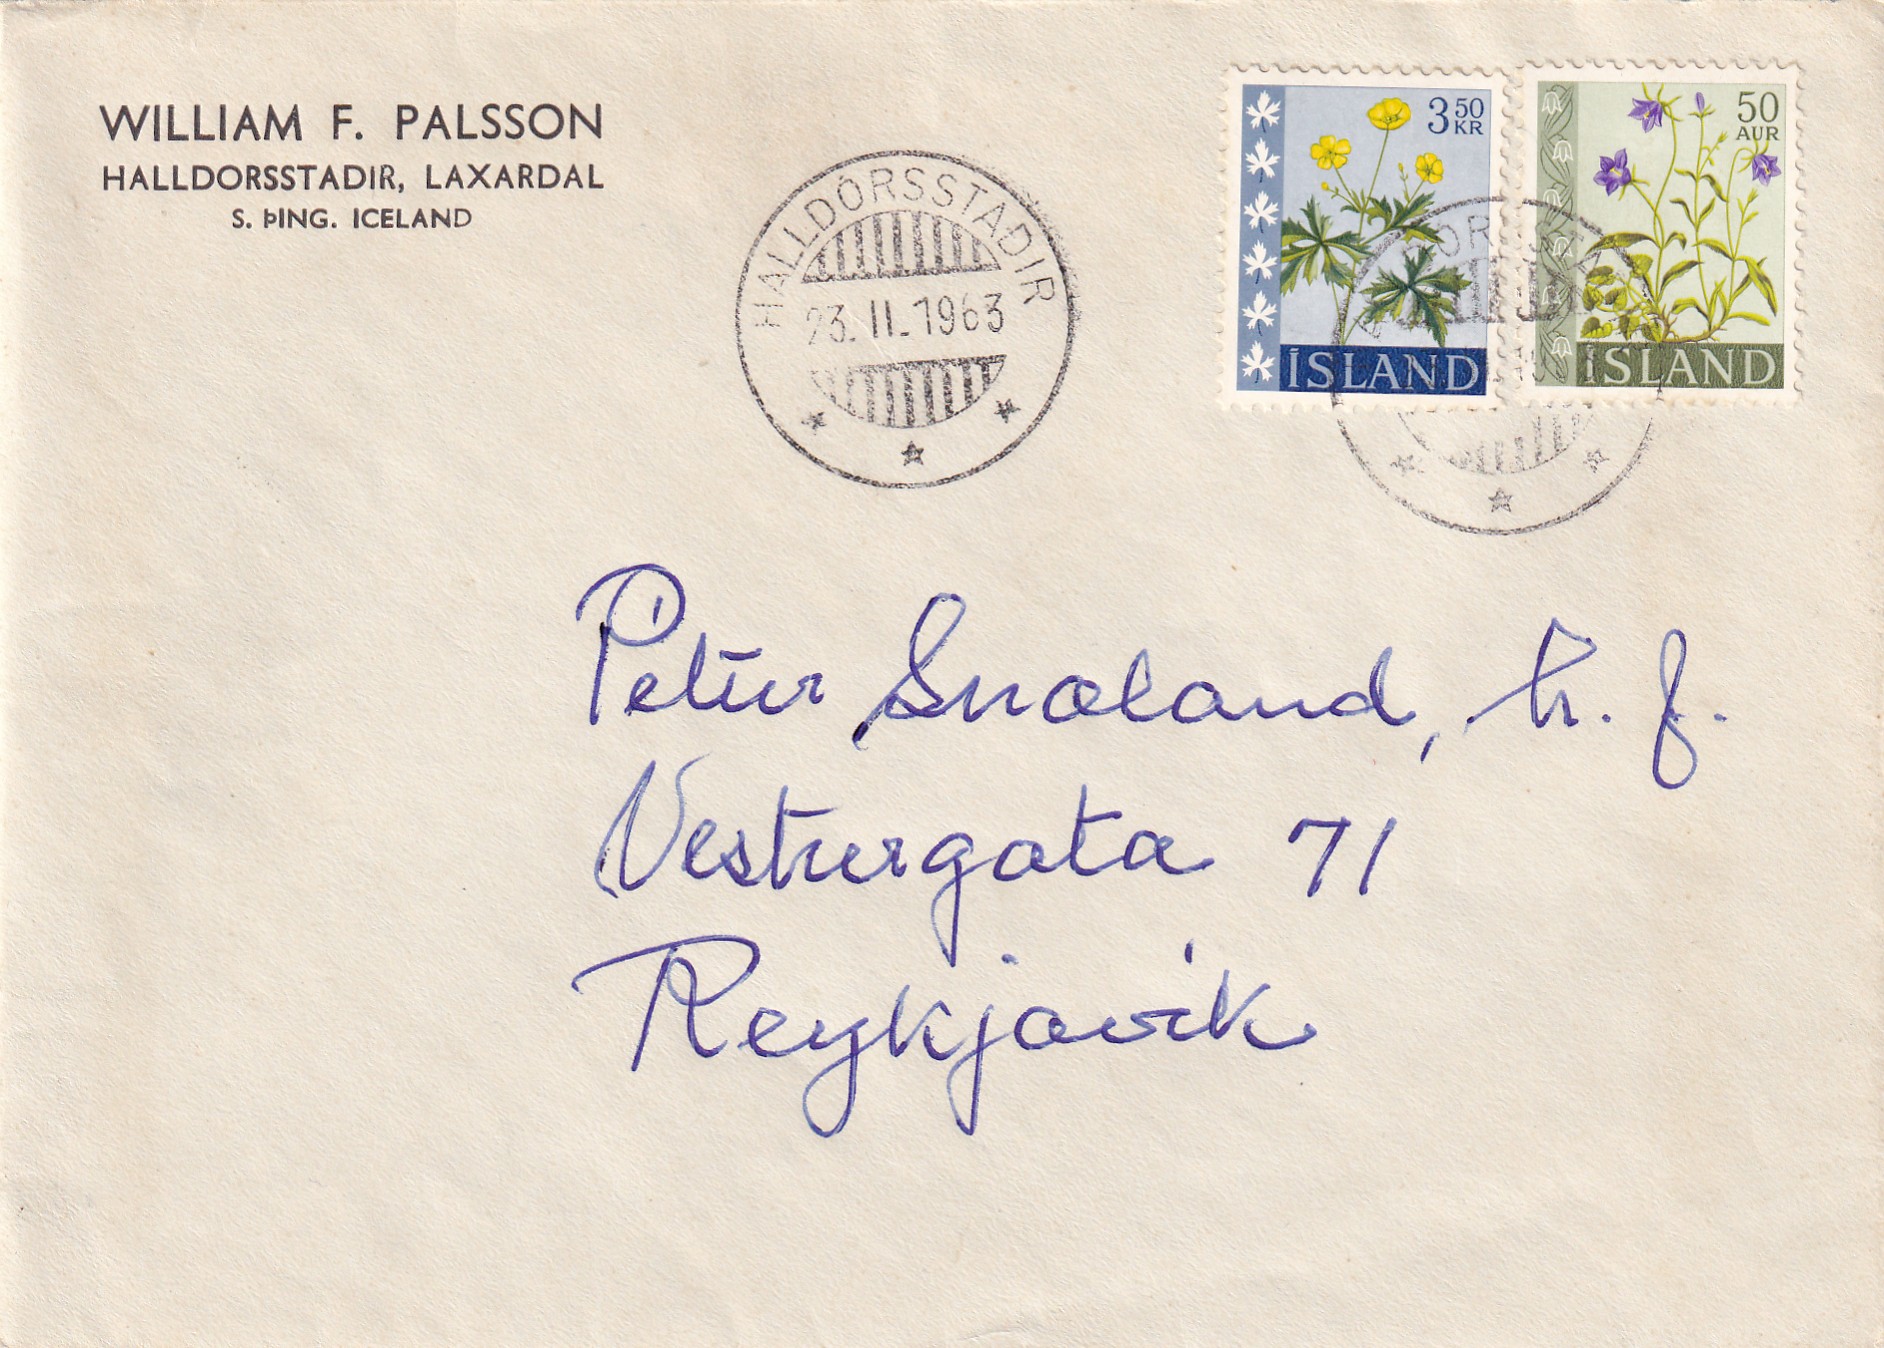 WILLIAM F. PALSSON
HALLDORSSTADIR, LAXARDAL
S. ÞING. ICELAND
HALLDÓRSSTAÐIR
23. II. 1963
3 50 KR
ÍSLAND
50 AUR
ÍSLAND
Pétur Snæland, h. f.
Vesturgata 71
Reykjavík